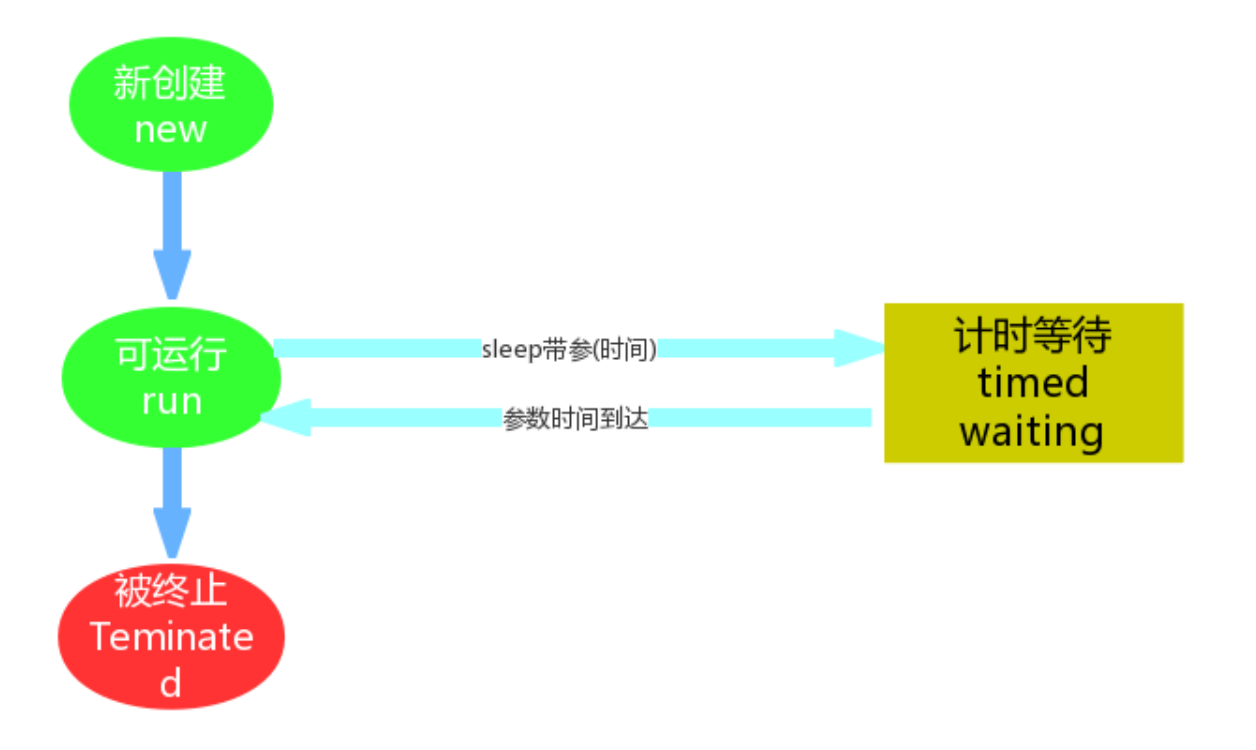 新创建
new
可运行
run
sleep带参(时间)
参数时间到达
计时等待
timed
waiting
被终止
Teminate
d